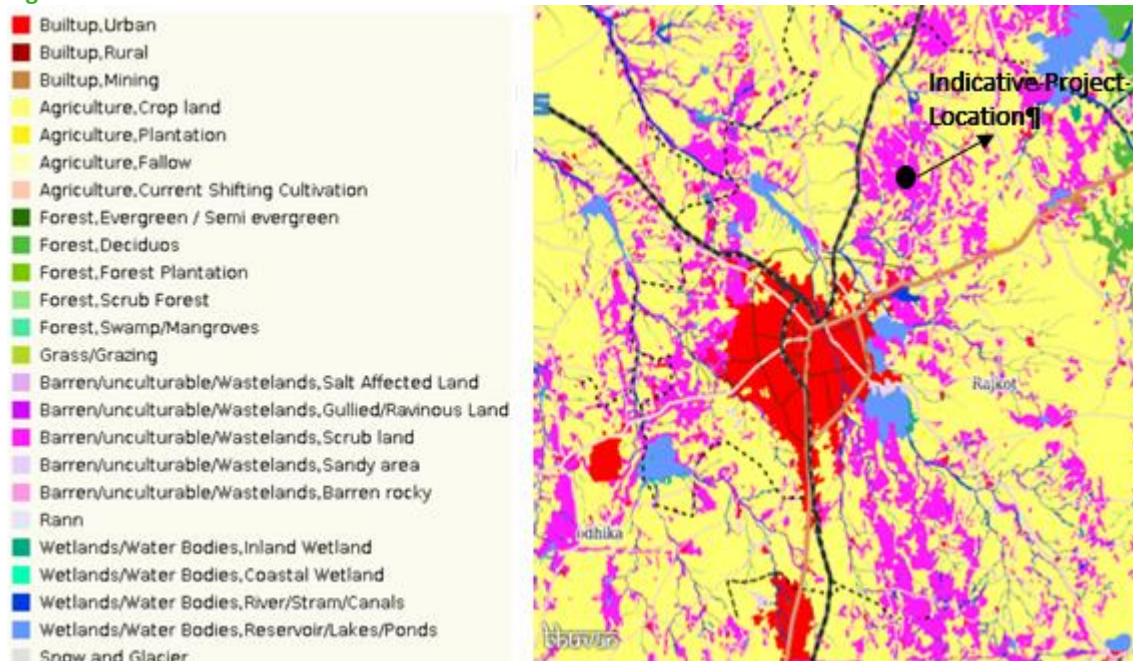 Builtup,Urban
Builtup,Rural
Builtup,Mining
Agriculture,Crop land
Agriculture,Plantation
Agriculture,Fallow
Agriculture,Current Shifting Cultivation
Forest,Evergreen / Semi evergreen
Forest,Deciduos
Forest,Forest Plantation
Forest,Scrub Forest
Forest,Swamp/Mangroves
Grass/Grazing
Barren/unculturable/Wastelands,Salt Affected Land
Barren/unculturable/Wastelands,Gullied/Ravinous Land
Barren/unculturable/Wastelands,Scrub land
Barren/unculturable/Wastelands,Sandy area
Barren/unculturable/Wastelands,Barren rocky
Rann
Wetlands/Water Bodies,Inland Wetland
Wetlands/Water Bodies,Coastal Wetland
Wetlands/Water Bodies,River/Stram/Canals
Wetlands/Water Bodies,Reservoir/Lakes/Ponds
Snow and Glacier
Indicative Project
Location¶
Rajkot
odhika
bhuvan